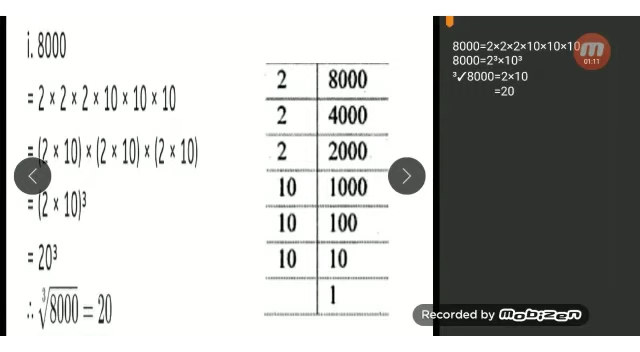 i. 8000
= 2 × 2 × 2 × 10 × 10 × 10
= (2 × 10) × (2 × 10) × (2 × 10)
= (2 × 10)³
= 20³
∴ ∛8000 = 20
2 8000
2 4000
2 2000
10 1000
10 100
10 10
1
8000=2×2×2×10×10×10
8000=2³×10³
³✓8000=2×10
=20
m
01:11
Recorded by mobizen